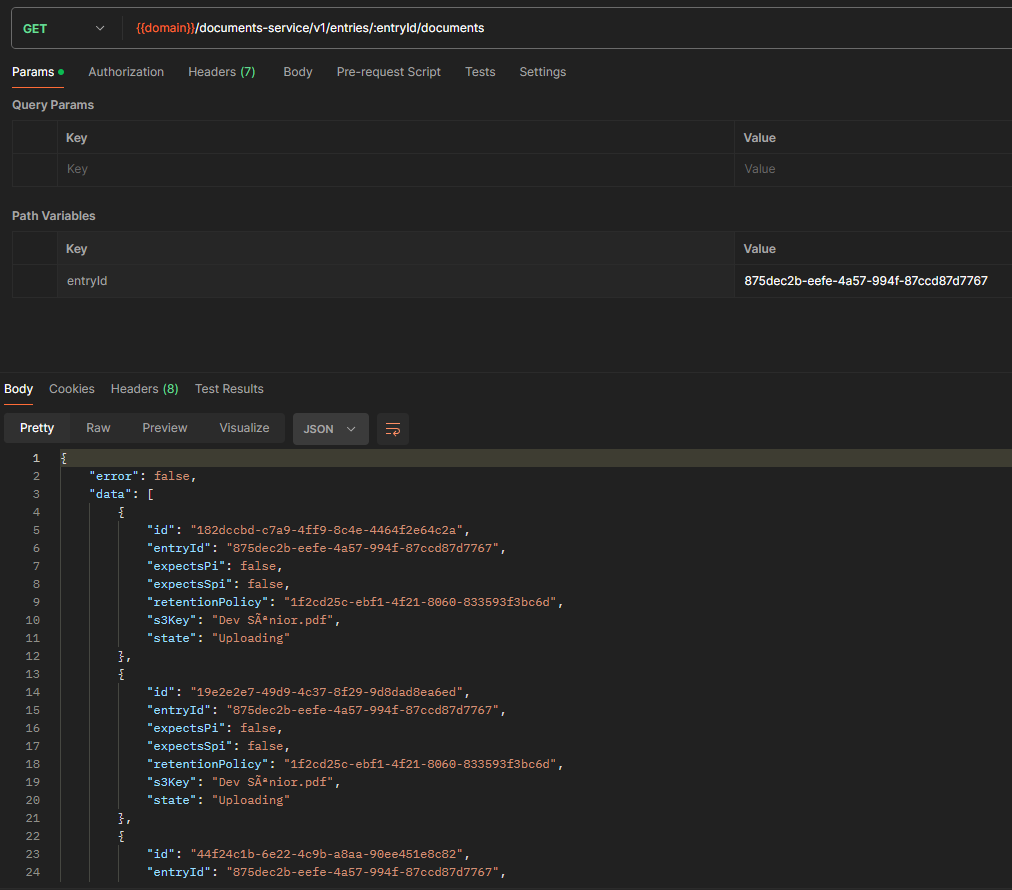 GET {{domain}}/documents-service/v1/entries/:entryId/documents
Params Authorization Headers (7) Body Pre-request Script Tests Settings
Query Params
Key Value
Key Value
Path Variables
Key Value
entryId 875dec2b-eefe-4a57-994f-87ccd87d7767
Body Cookies Headers (8) Test Results
Pretty Raw Preview Visualize JSON
1 {
2 "error": false,
3 "data": [
4 {
5 "id": "182dccbd-c7a9-4ff9-8c4e-4464f2e64c2a",
6 "entryId": "875dec2b-eefe-4a57-994f-87ccd87d7767",
7 "expectsPi": false,
8 "expectsSpi": false,
9 "retentionPolicy": "1f2cd25c-ebf1-4f21-8060-833593f3bc6d",
10 "s3Key": "Dev SÃªnior.pdf",
11 "state": "Uploading"
12 },
13 {
14 "id": "19e2e2e7-49d9-4c37-8f29-9d8dad8ea6ed",
15 "entryId": "875dec2b-eefe-4a57-994f-87ccd87d7767",
16 "expectsPi": false,
17 "expectsSpi": false,
18 "retentionPolicy": "1f2cd25c-ebf1-4f21-8060-833593f3bc6d",
19 "s3Key": "Dev SÃªnior.pdf",
20 "state": "Uploading"
21 },
22 {
23 "id": "44f24c1b-6e22-4c9b-a8aa-90ee451e8c82",
24 "entryId": "875dec2b-eefe-4a57-994f-87ccd87d7767",